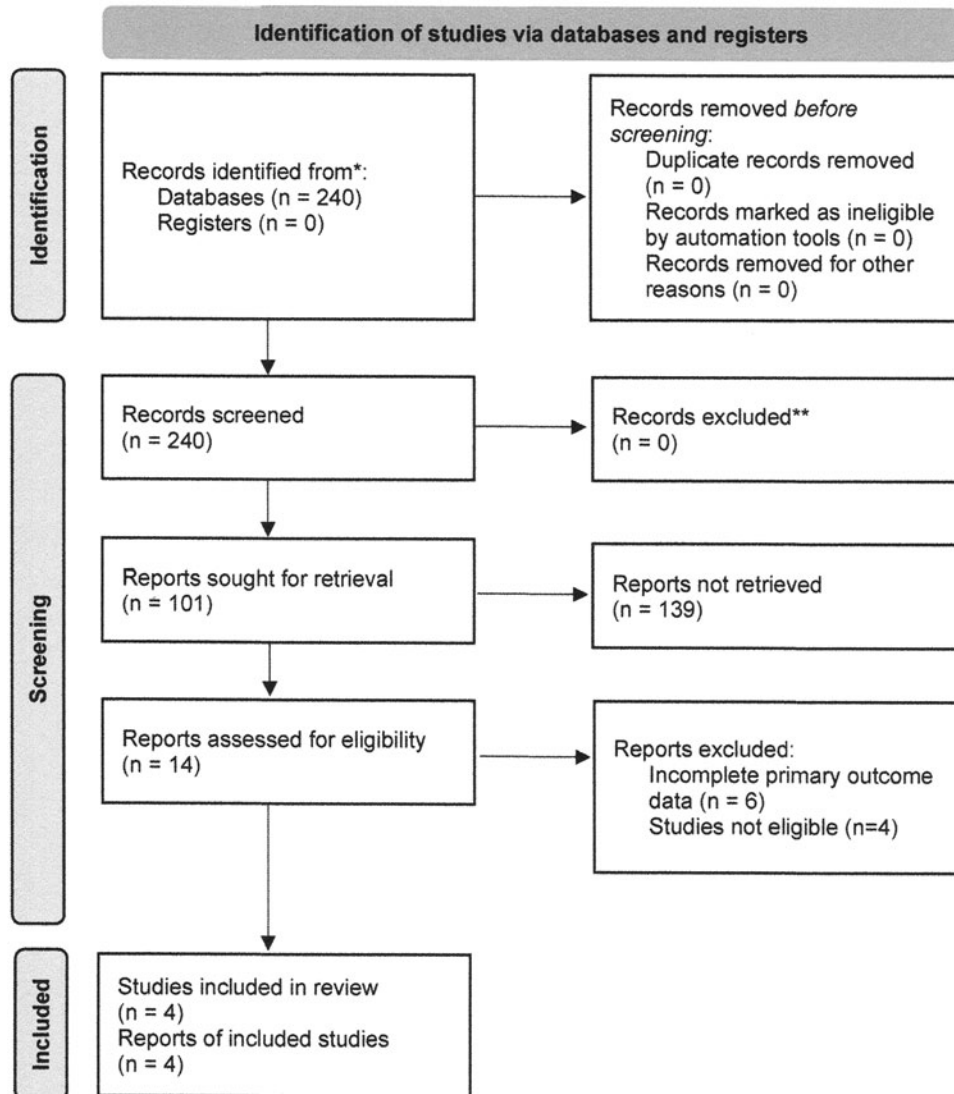 Identification of studies via databases and registers
Identification
Records identified from*:
Databases (n = 240)
Registers (n = 0)
Records removed before
screening:
Duplicate records removed
(n = 0)
Records marked as ineligible
by automation tools (n = 0)
Records removed for other
reasons (n = 0)
Screening
Records screened
(n = 240)
Records excluded**
(n = 0)
Reports sought for retrieval
(n = 101)
Reports not retrieved
(n = 139)
Reports assessed for eligibility
(n = 14)
Reports excluded:
Incomplete primary outcome
data (n = 6)
Studies not eligible (n=4)
Included
Studies included in review
(n = 4)
Reports of included studies
(n = 4)